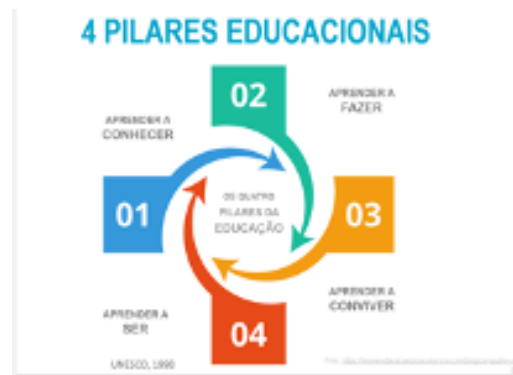 4 PILARES EDUCACIONAIS
02
APRENDER A
FAZER
APRENDER A
CONHECER
01
OS QUATRO
PILARES DA
EDUCAÇÃO
03
APRENDER A
SER
04
APRENDER A
CONVIVER
UNESCO,